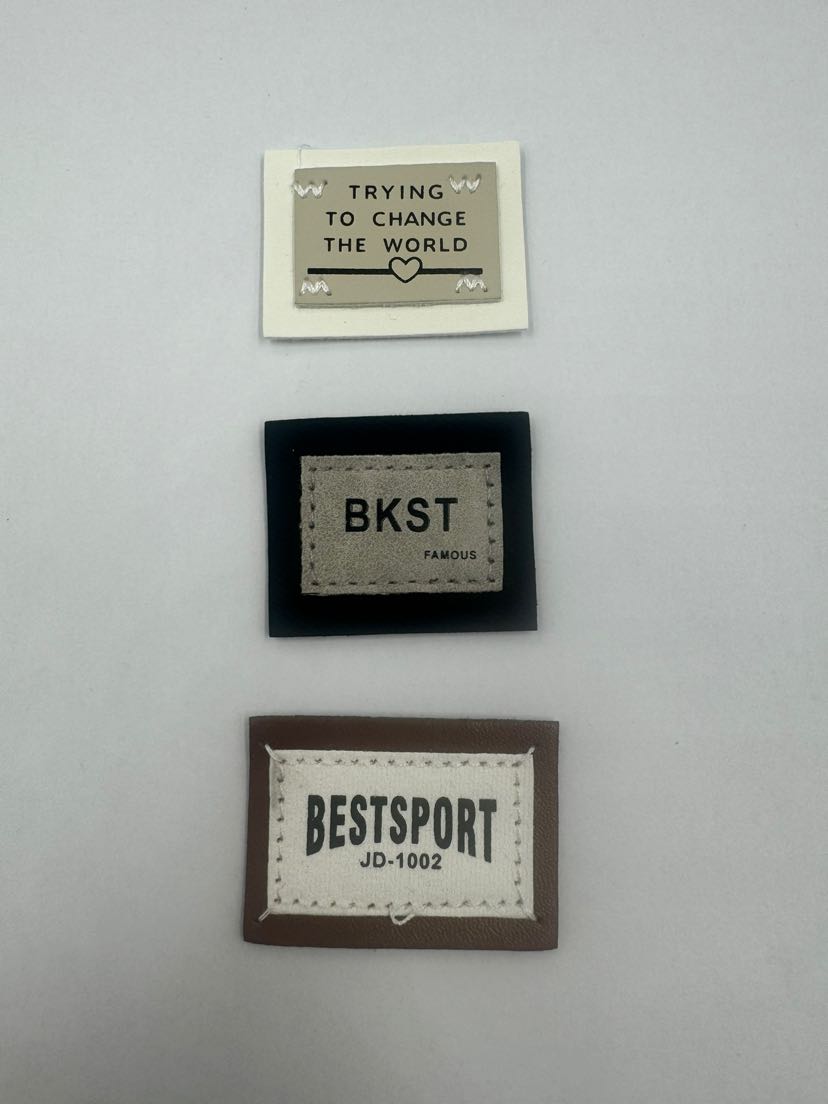 TRYING
TO CHANGE
THE WORLD
BKST
FAMOUS
BESTSPORT
JD-1002